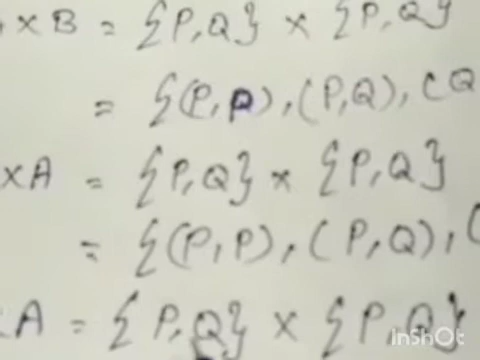 × B = {P, Q} × {P, Q}
= {(P, P), (P, Q), (Q
× A = {P, Q} × {P, Q}
= {(P, P), (P, Q), (
A = {P, Q} × {P, Q}
InShOt